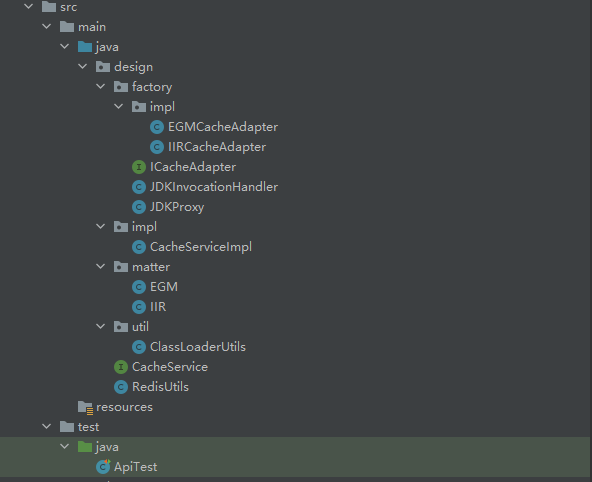 src
main
java
design
factory
impl
EGMCacheAdapter
IIRCacheAdapter
ICacheAdapter
JDKInvocationHandler
JDKProxy
impl
CacheServiceImpl
matter
EGM
IIR
util
ClassLoaderUtils
CacheService
RedisUtils
resources
test
java
ApiTest